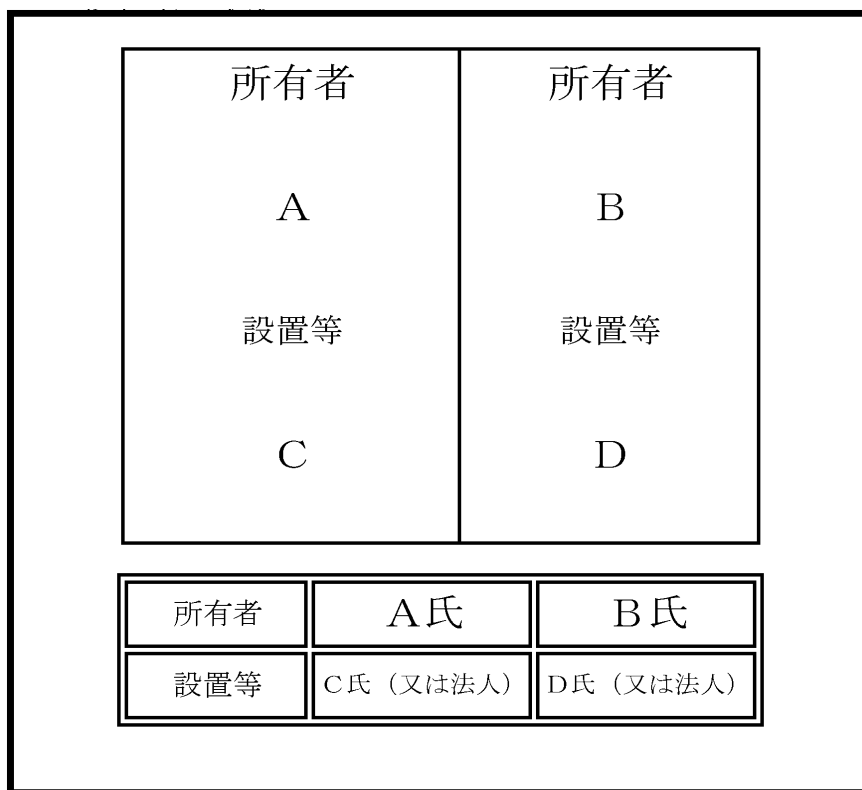 所有者 所有者
A B
設置等 設置等
C D
所有者 A氏 B氏
設置等 C氏（又は法人） D氏（又は法人）